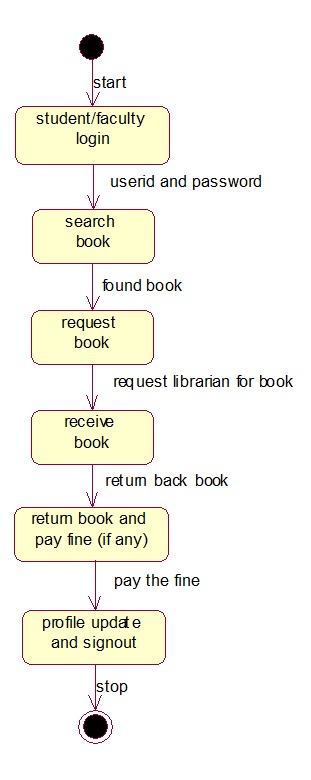 start
student/faculty
login
userid and password
search
book
found book
request
book
request librarian for book
receive
book
return back book
return book and
pay fine (if any)
pay the fine
profile update
and signout
stop